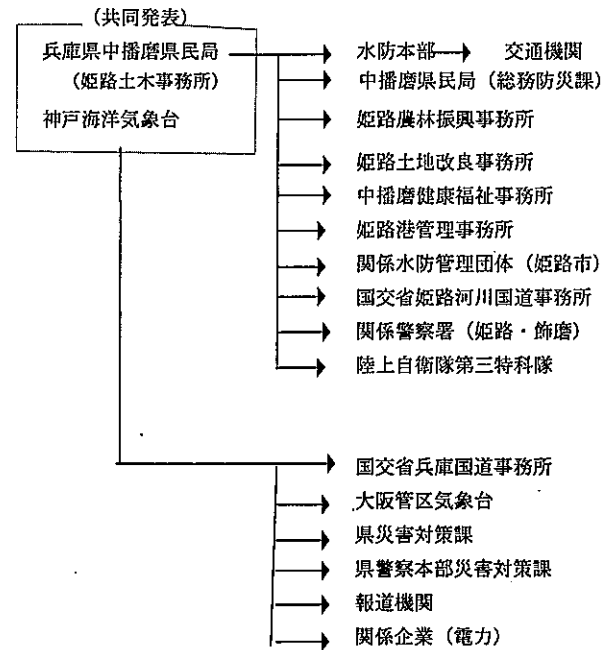 (共同発表)
兵庫県中播磨県民局
(姫路土木事務所)
神戸海洋気象台
水防本部 交通機関
中播磨県民局(総務防災課)
姫路農林振興事務所
姫路土地改良事務所
中播磨健康福祉事務所
姫路港管理事務所
関係水防管理団体(姫路市)
国交省姫路河川国道事務所
関係警察署(姫路・飾磨)
陸上自衛隊第三特科隊
国交省兵庫国道事務所
大阪管区気象台
県災害対策課
県警察本部災害対策課
報道機関
関係企業(電力)